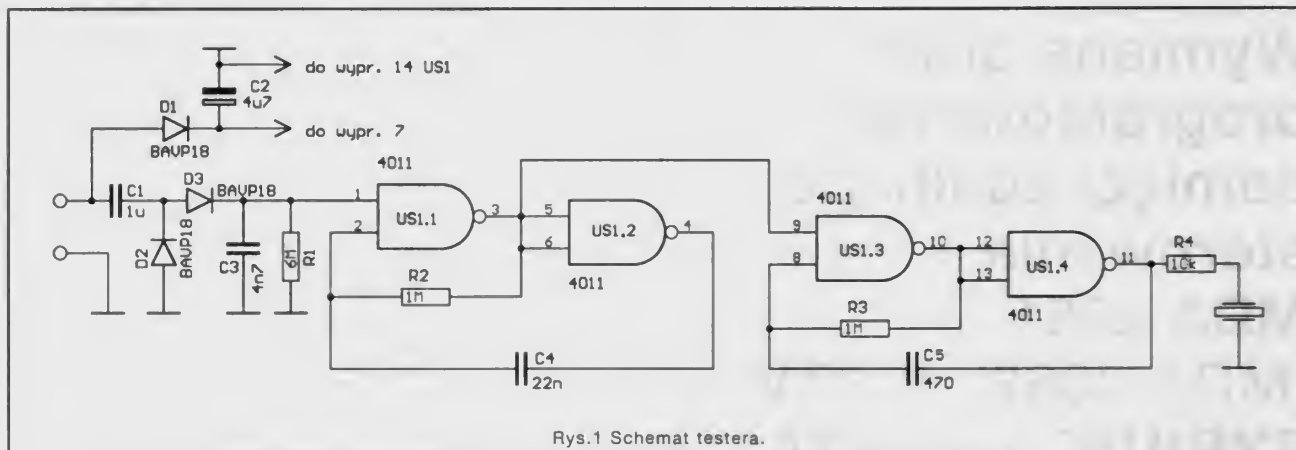 do wypr. 14 US1
C2
4u7
D1
do wypr. 7
BAVP18
4011
C1
1u
D3
BAVP18
1
2
US1.1
3
5
6
US1.2
4
4011
9
8
4011
US1.3
10
12
13
US1.4
11
4011
R4
10k
D2
BAVP18
C3
4n7
6M
R1
R2
1M
R3
1M
C4
22n
C5
470
Rys.1 Schemat testera.